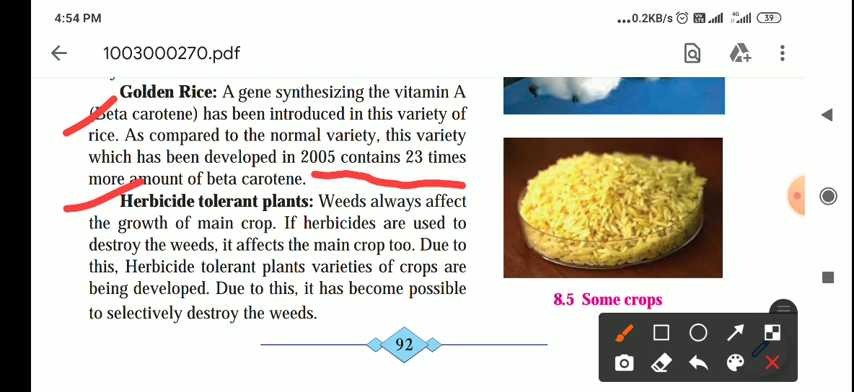 4:54 PM
...0.2KB/s
4G
39
1003000270.pdf
Golden Rice: A gene synthesizing the vitamin A
(Beta carotene) has been introduced in this variety of
rice. As compared to the normal variety, this variety
which has been developed in 2005 contains 23 times
more amount of beta carotene.
Herbicide tolerant plants: Weeds always affect
the growth of main crop. If herbicides are used to
destroy the weeds, it affects the main crop too. Due to
this, Herbicide tolerant plants varieties of crops are
being developed. Due to this, it has become possible
to selectively destroy the weeds.
8.5 Some crops
92